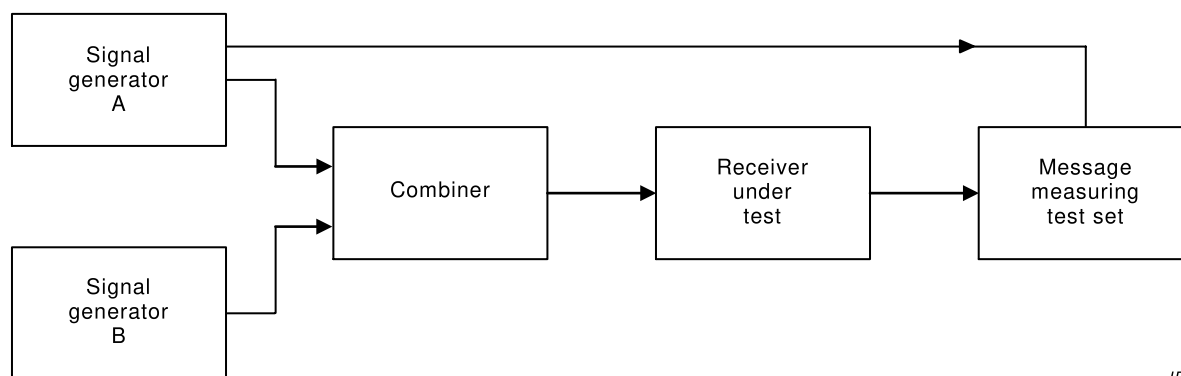 Signal
generator
A
Combiner
Receiver
under
test
Message
measuring
test set
Signal
generator
B